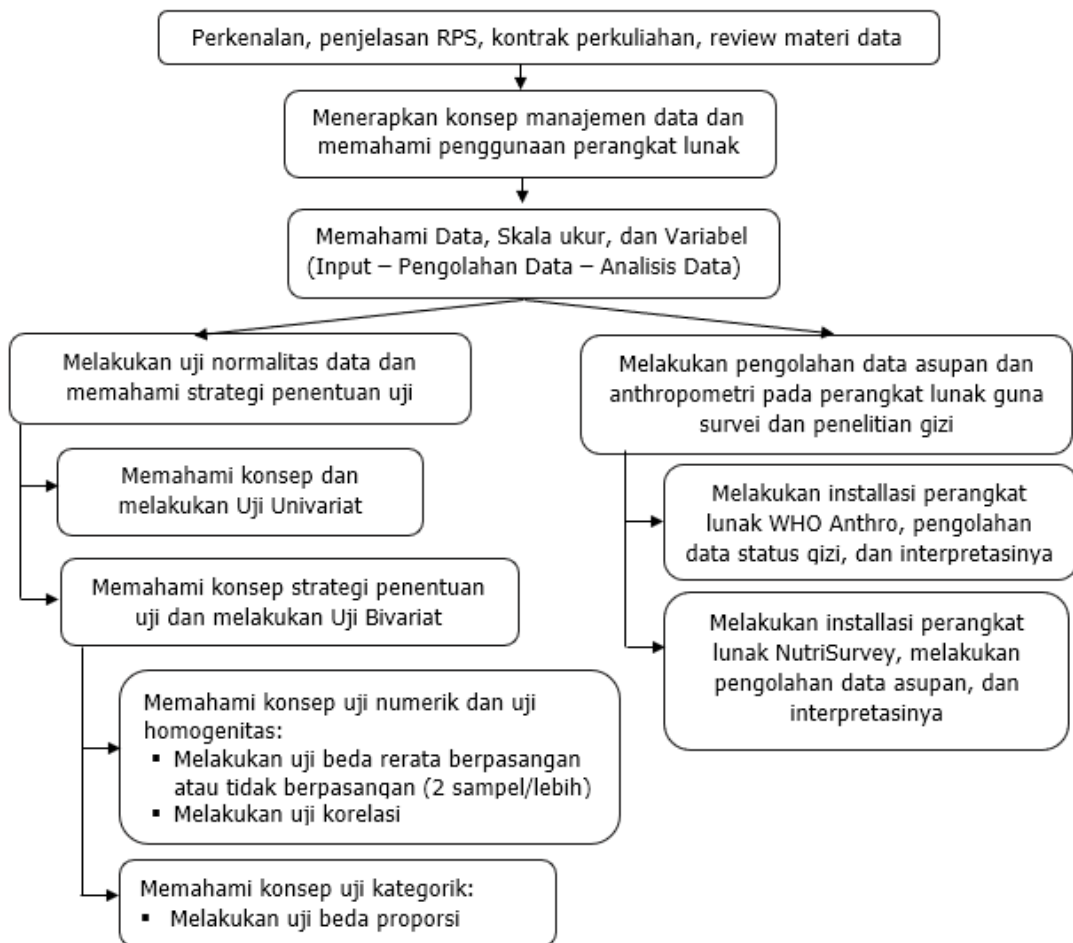 Perkenalan, penjelasan RPS, kontrak perkuliahan, review materi data
Menerapkan konsep manajemen data dan
memahami penggunaan perangkat lunak
Memahami Data, Skala ukur, dan Variabel
(Input – Pengolahan Data – Analisis Data)
Melakukan uji normalitas data dan
memahami strategi penentuan uji
Memahami konsep dan
melakukan Uji Univariat
Memahami konsep strategi penentuan
uji dan melakukan Uji Bivariat
Memahami konsep uji numerik dan uji
homogenitas:
▪ Melakukan uji beda rerata berpasangan
atau tidak berpasangan (2 sampel/lebih)
▪ Melakukan uji korelasi
Memahami konsep uji kategorik:
▪ Melakukan uji beda proporsi
Melakukan pengolahan data asupan dan
anthropometri pada perangkat lunak guna
survei dan penelitian gizi
Melakukan installasi perangkat
lunak WHO Anthro, pengolahan
data status gizi, dan interpretasinya
Melakukan installasi perangkat
lunak NutriSurvey, melakukan
pengolahan data asupan, dan
interpretasinya